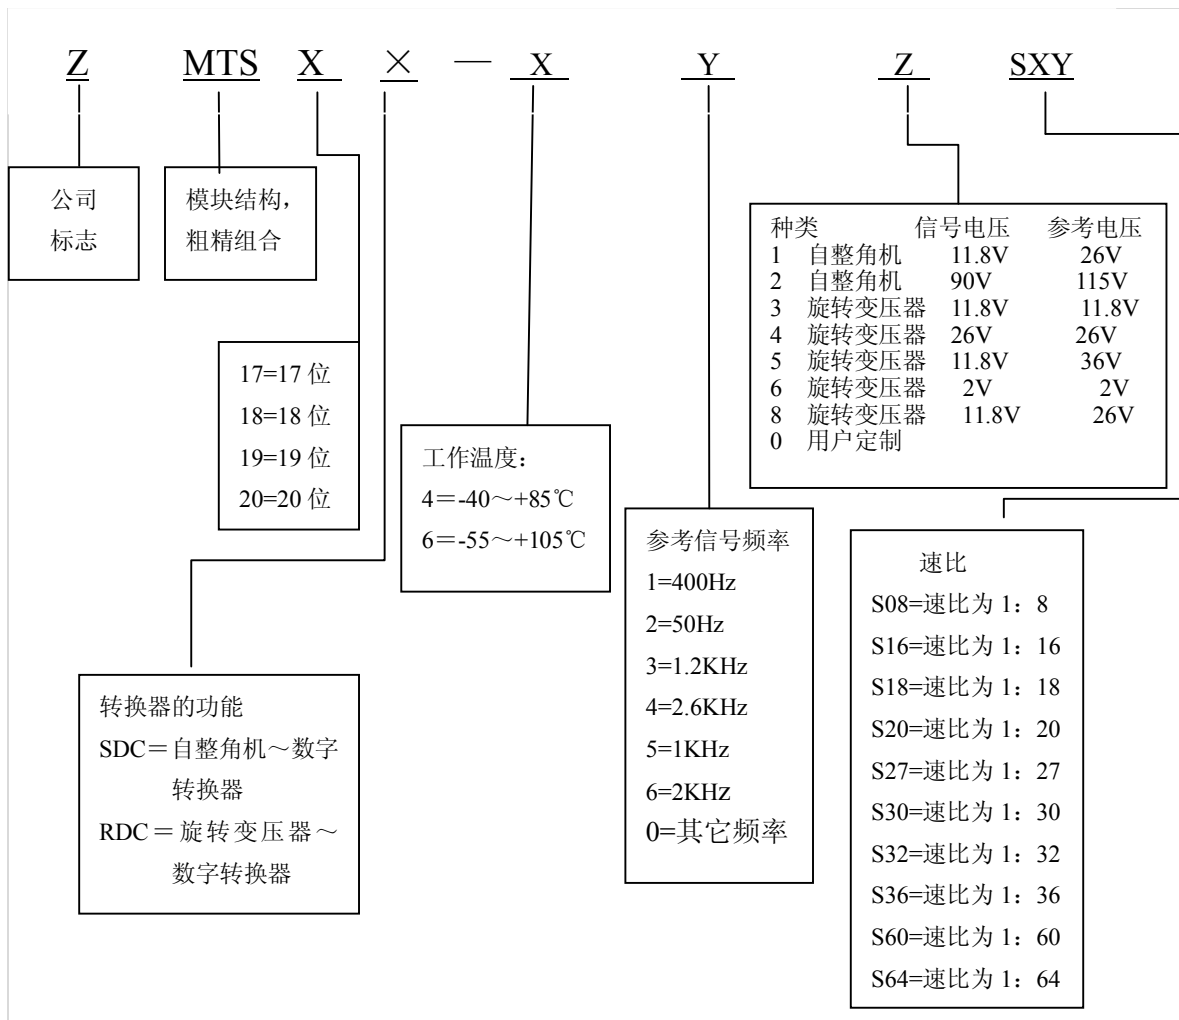 Z MTS X × — X Y Z SXY
公司
标志
模块结构，
粗精组合
17=17 位
18=18 位
19=19 位
20=20 位
转换器的功能
SDC＝自整角机～数字
转换器
RDC＝旋转变压器～
数字转换器
工作温度：
4＝-40～+85℃
6＝-55～+105℃
参考信号频率
1=400Hz
2=50Hz
3=1.2KHz
4=2.6KHz
5=1KHz
6=2KHz
0=其它频率
种类 信号电压 参考电压
1 自整角机 11.8V 26V
2 自整角机 90V 115V
3 旋转变压器 11.8V 11.8V
4 旋转变压器 26V 26V
5 旋转变压器 11.8V 36V
6 旋转变压器 2V 2V
8 旋转变压器 11.8V 26V
0 用户定制
速比
S08=速比为 1：8
S16=速比为 1：16
S18=速比为 1：18
S20=速比为 1：20
S27=速比为 1：27
S30=速比为 1：30
S32=速比为 1：32
S36=速比为 1：36
S60=速比为 1：60
S64=速比为 1：64